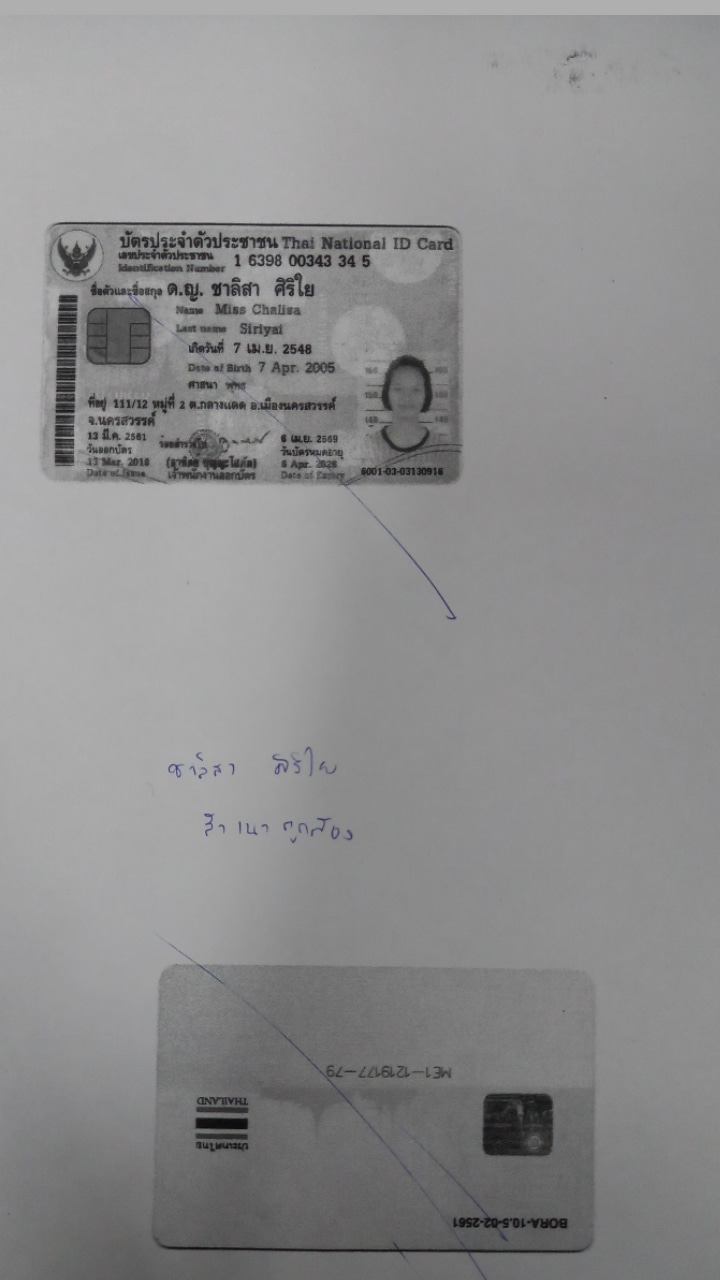 บัตรประจำตัวประชาชน Thai National ID Card
เลขประจำตัวประชาชน 1 6398 00343 34 5
Identification Number
ชื่อตัวและชื่อสกุล ด.ญ. ชาลิสา ศิริไย
Name Miss Chalisa
Last name Siriyai
เกิดวันที่ 7 เม.ย. 2548
Date of Birth 7 Apr. 2005
ศาสนา พุทธ
ที่อยู่ 111/12 หมู่ที่ 2 ต.กลางแดด อ.เมืองนครสวรรค์
จ.นครสวรรค์
13 มี.ค. 2561
วันออกบัตร
13 Mar. 2018
Date of Issue
เจ้าพนักงานออกบัตร
6 เม.ย. 2569
วันบัตรหมดอายุ
6 Apr. 2026
Date of Expiry
6001-03-03130916
ชาลิสา ศิริไย
สำเนาถูกต้อง
ME1-1219177-79
THAILAND
ประเทศไทย
BORA-10.5-02-2561